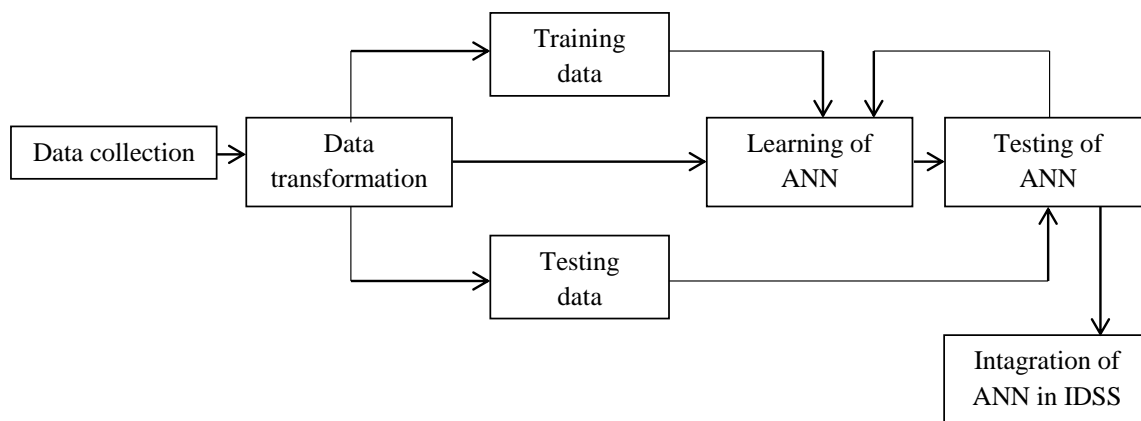 Training
data
Data collection
Data
transformation
Learning of
ANN
Testing of
ANN
Testing
data
Intagration of
ANN in IDSS